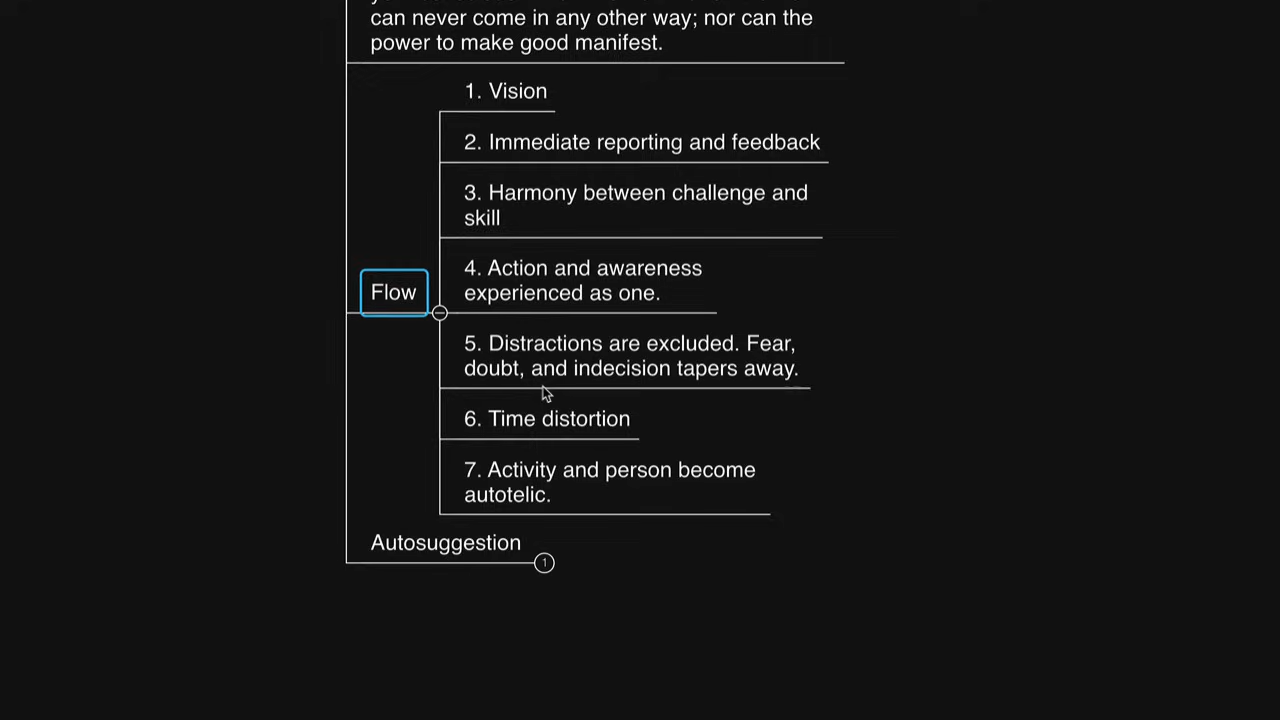 can never come in any other way; nor can the
power to make good manifest.
1. Vision
2. Immediate reporting and feedback
3. Harmony between challenge and
skill
4. Action and awareness
experienced as one.
Flow
5. Distractions are excluded. Fear,
doubt, and indecision tapers away.
6. Time distortion
7. Activity and person become
autotelic.
Autosuggestion
1